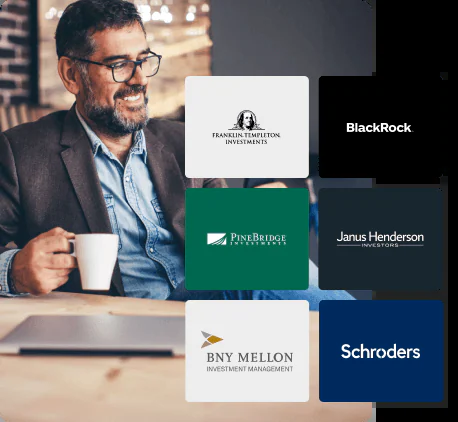 FRANKLIN TEMPLETON
INVESTMENTS
BlackRock
PINEBRIDGE
INVESTMENTS
Janus Henderson
INVESTORS
BNY MELLON
INVESTMENT MANAGEMENT
Schroders